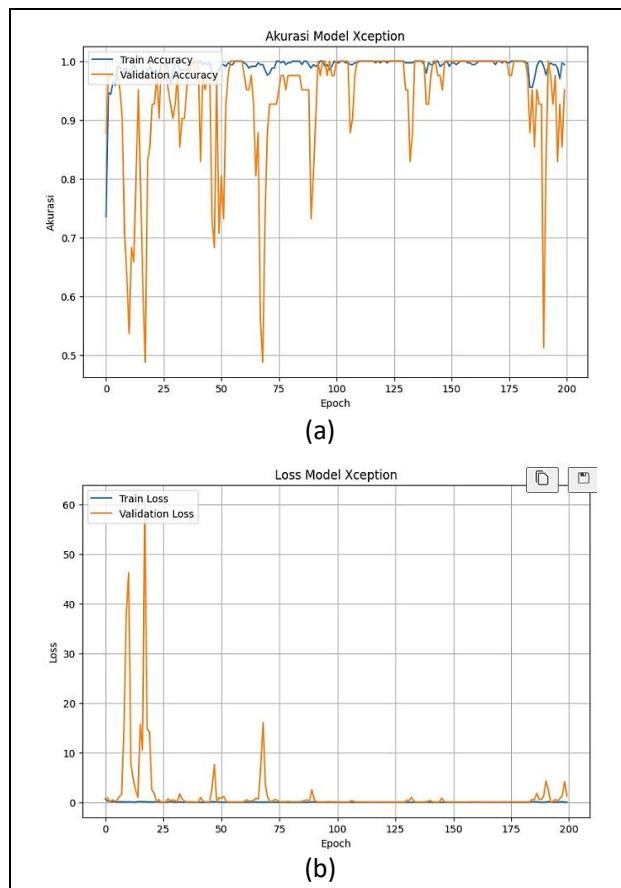 Akurasi Model Xception
Train Accuracy
Validation Accuracy
1.0
0.9
0.8
0.7
0.6
0.5
Akurasi
0 25 50 75 100 125 150 175 200
Epoch
(a)
Loss Model Xception
Train Loss
Validation Loss
60
50
40
30
20
10
0
Loss
0 25 50 75 100 125 150 175 200
Epoch
(b)